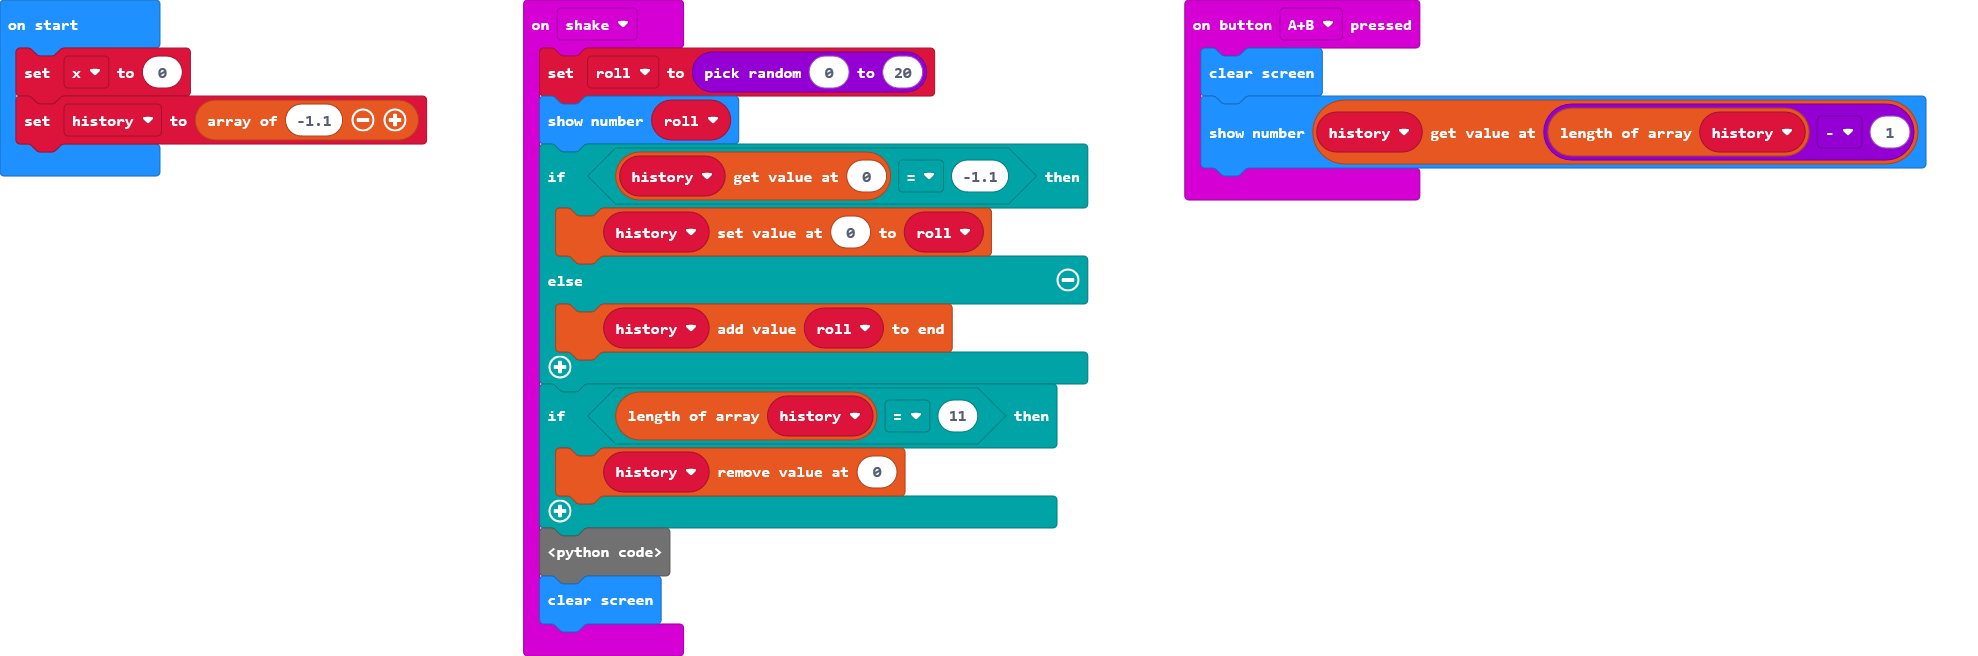 on start
set x to 0
set history to array of -1.1
on shake
set roll to pick random 0 to 20
show number roll
if history get value at 0 = -1.1 then
history set value at 0 to roll
else
history add value roll to end
if length of array history = 11 then
history remove value at 0
<python code>
clear screen
on button A+B pressed
clear screen
show number history get value at length of array history - 1